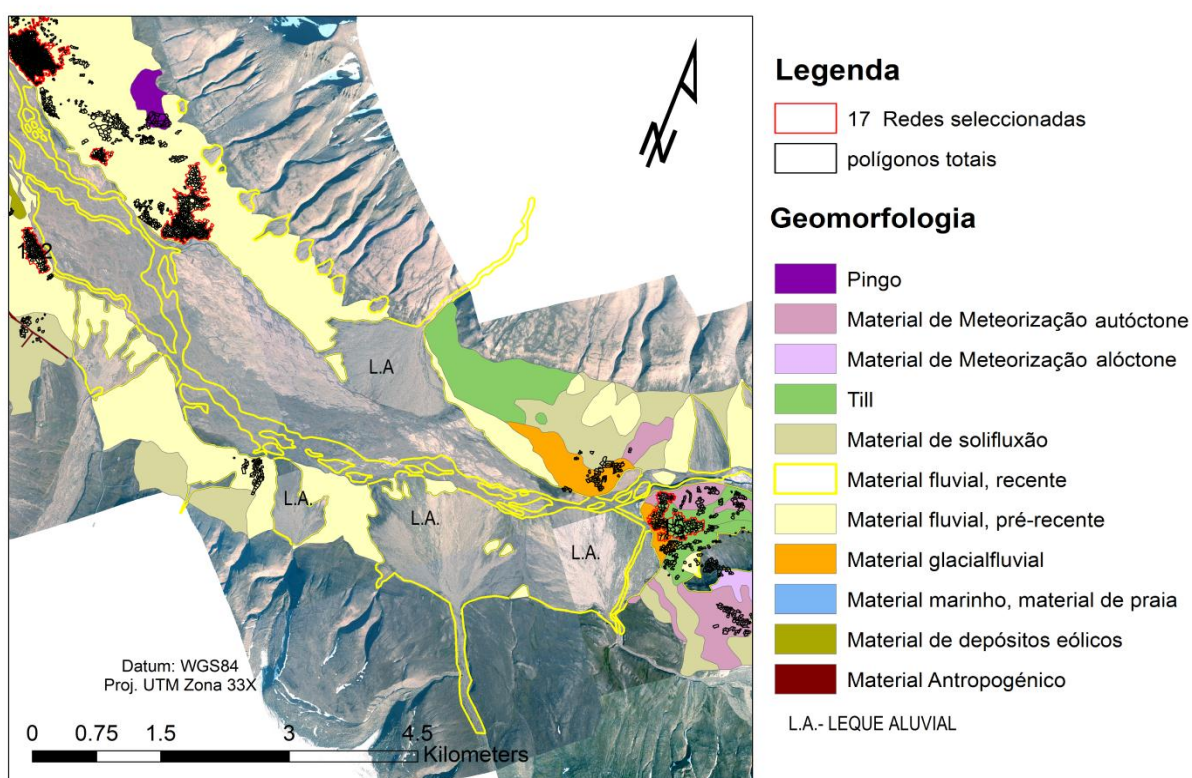 N
12
L.A
L.A.
L.A.
L.A.
Datum: WGS84
Proj. UTM Zona 33X
0 0.75 1.5 3 4.5
Kilometers
Legenda
17 Redes seleccionadas
polígonos totais
Geomorfologia
Pingo
Material de Meteorização autóctone
Material de Meteorização alóctone
Till
Material de solifluxão
Material fluvial, recente
Material fluvial, pré-recente
Material glacialfluvial
Material marinho, material de praia
Material de depósitos eólicos
Material Antropogénico
L.A.- LEQUE ALUVIAL